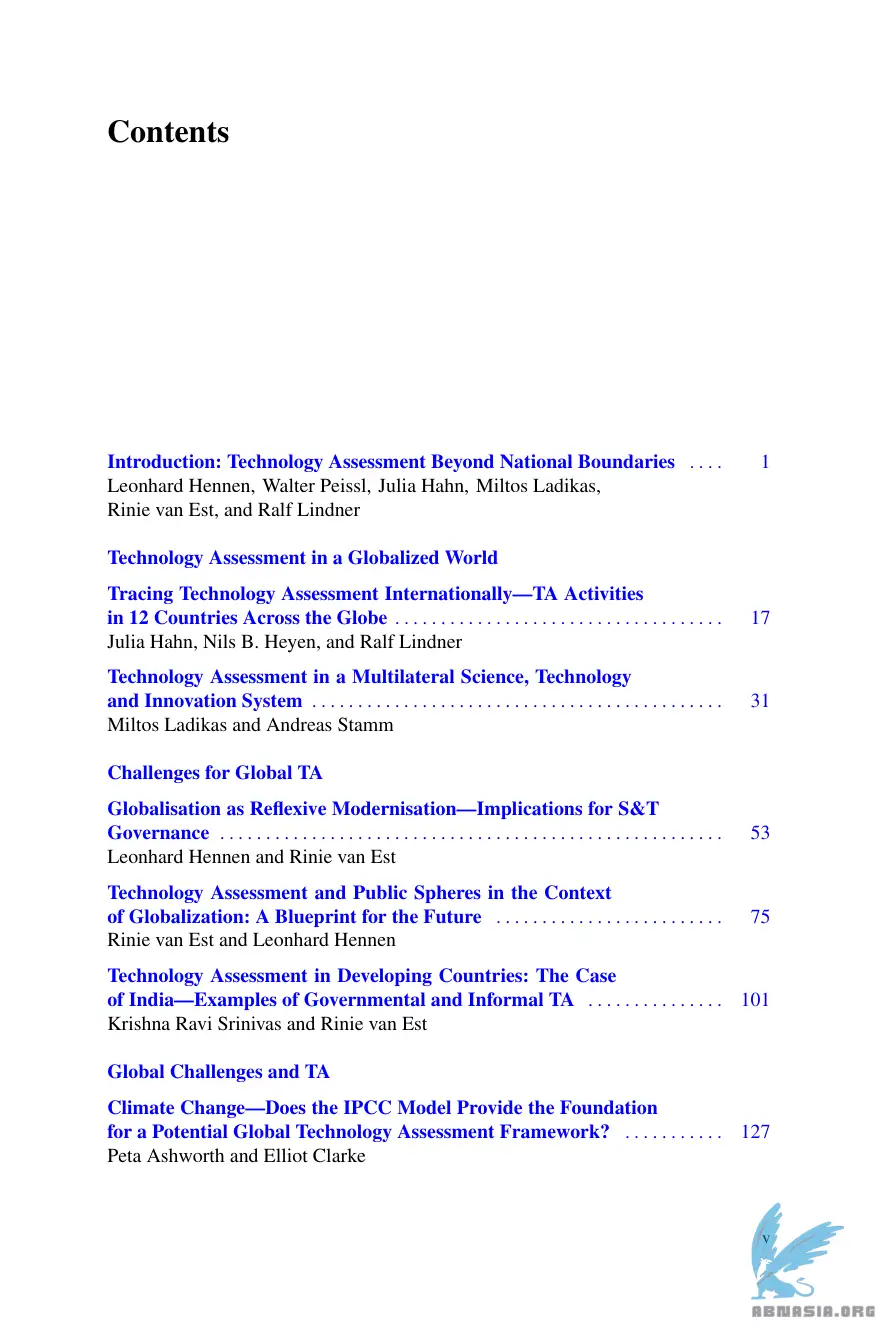 Contents
Introduction: Technology Assessment Beyond National Boundaries .... 1
Leonhard Hennen, Walter Peissl, Julia Hahn, Miltos Ladikas,
Rinie van Est, and Ralf Lindner
Technology Assessment in a Globalized World
Tracing Technology Assessment Internationally—TA Activities
in 12 Countries Across the Globe .................................... 17
Julia Hahn, Nils B. Heyen, and Ralf Lindner
Technology Assessment in a Multilateral Science, Technology
and Innovation System ............................................. 31
Miltos Ladikas and Andreas Stamm
Challenges for Global TA
Globalisation as Reflexive Modernisation—Implications for S&T
Governance ....................................................... 53
Leonhard Hennen and Rinie van Est
Technology Assessment and Public Spheres in the Context
of Globalization: A Blueprint for the Future ......................... 75
Rinie van Est and Leonhard Hennen
Technology Assessment in Developing Countries: The Case
of India—Examples of Governmental and Informal TA ............... 101
Krishna Ravi Srinivas and Rinie van Est
Global Challenges and TA
Climate Change—Does the IPCC Model Provide the Foundation
for a Potential Global Technology Assessment Framework? ........... 127
Peta Ashworth and Elliot Clarke
v
ABNASIA.ORG